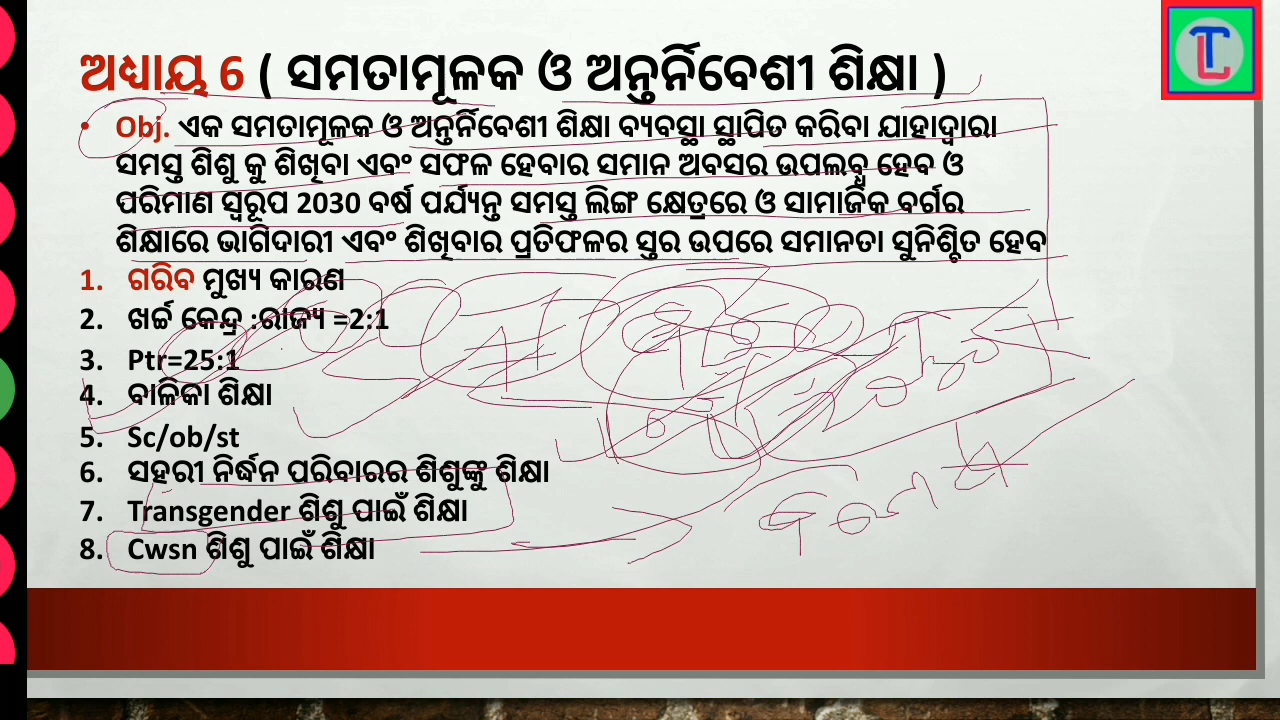 ଅଧ୍ୟାୟ 6 ( ସମତାମୂଳକ ଓ ଅନ୍ତର୍ନିବେଶୀ ଶିକ୍ଷା )
• Obj. ଏକ ସମତାମୂଳକ ଓ ଅନ୍ତର୍ନିବେଶୀ ଶିକ୍ଷା ବ୍ୟବସ୍ଥା ସ୍ଥାପିତ କରିବା ଯାହାଦ୍ୱାରା
ସମସ୍ତ ଶିଶୁ କୁ ଶିଖିବା ଏବଂ ସଫଳ ହେବାର ସମାନ ଅବସର ଉପଲବ୍ଧ ହେବ ଓ
ପରିମାଣ ସ୍ୱରୂପ 2030 ବର୍ଷ ପର୍ଯ୍ୟନ୍ତ ସମସ୍ତ ଲିଙ୍ଗ କ୍ଷେତ୍ରରେ ଓ ସାମାଜିକ ବର୍ଗର
ଶିକ୍ଷାରେ ଭାଗିଦାରୀ ଏବଂ ଶିଖିବାର ପ୍ରତିଫଳର ସ୍ତର ଉପରେ ସମାନତା ସୁନିଶ୍ଚିତ ହେବ
1. ଗରିବ ମୁଖ୍ୟ କାରଣ
2. ଖର୍ଚ୍ଚ କେନ୍ଦ୍ର :ରାଜ୍ୟ =2:1
3. Ptr=25:1
4. ବାଳିକା ଶିକ୍ଷା
5. Sc/ob/st
6. ସହରୀ ନିର୍ଦ୍ଧନ ପରିବାରର ଶିଶୁଙ୍କୁ ଶିକ୍ଷା
7. Transgender ଶିଶୁ ପାଇଁ ଶିକ୍ଷା
8. Cwsn ଶିଶୁ ପାଇଁ ଶିକ୍ଷା